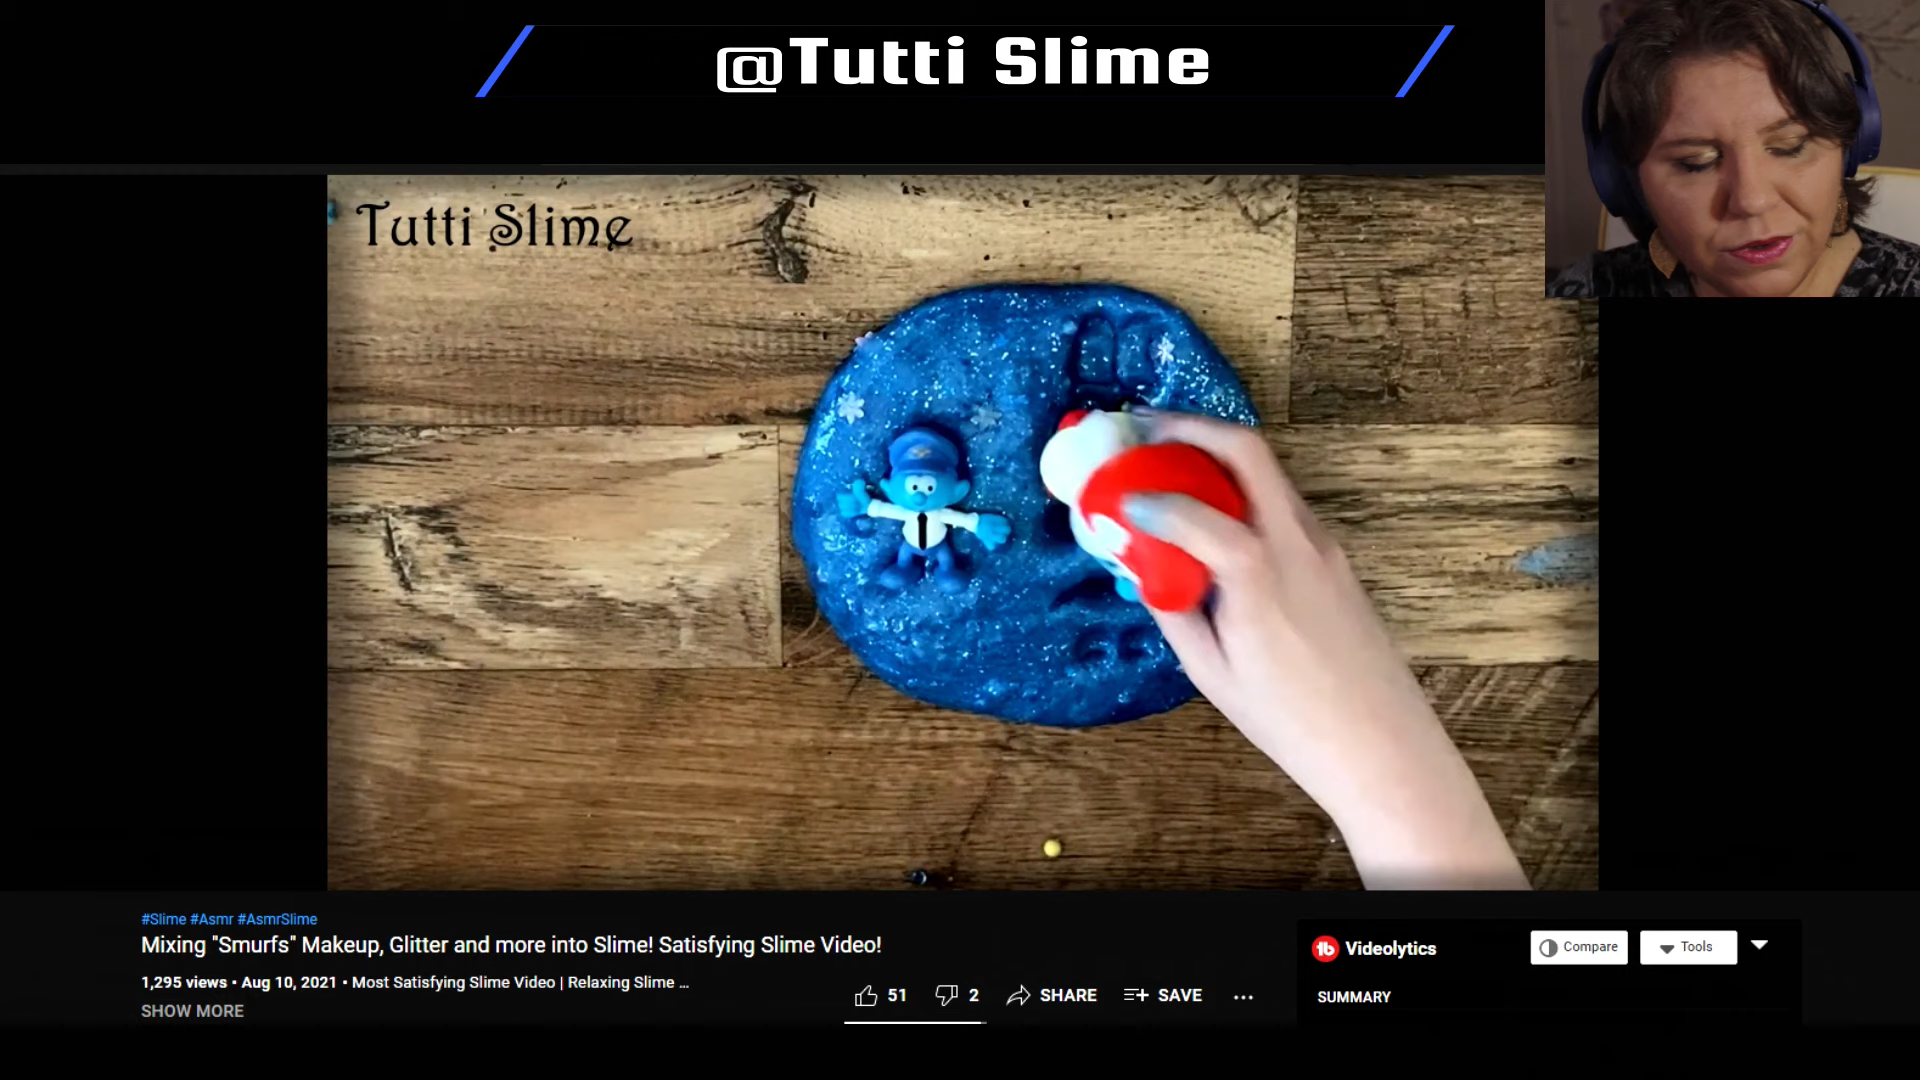 @Tutti Slime
Tutti Slime
#Slime #Asmr #AsmrSlime
Mixing "Smurfs" Makeup, Glitter and more into Slime! Satisfying Slime Video!
1,295 views • Aug 10, 2021 • Most Satisfying Slime Video | Relaxing Slime ...
SHOW MORE
51
2
SHARE
SAVE
...
tb Videolytics
Compare
Tools
SUMMARY